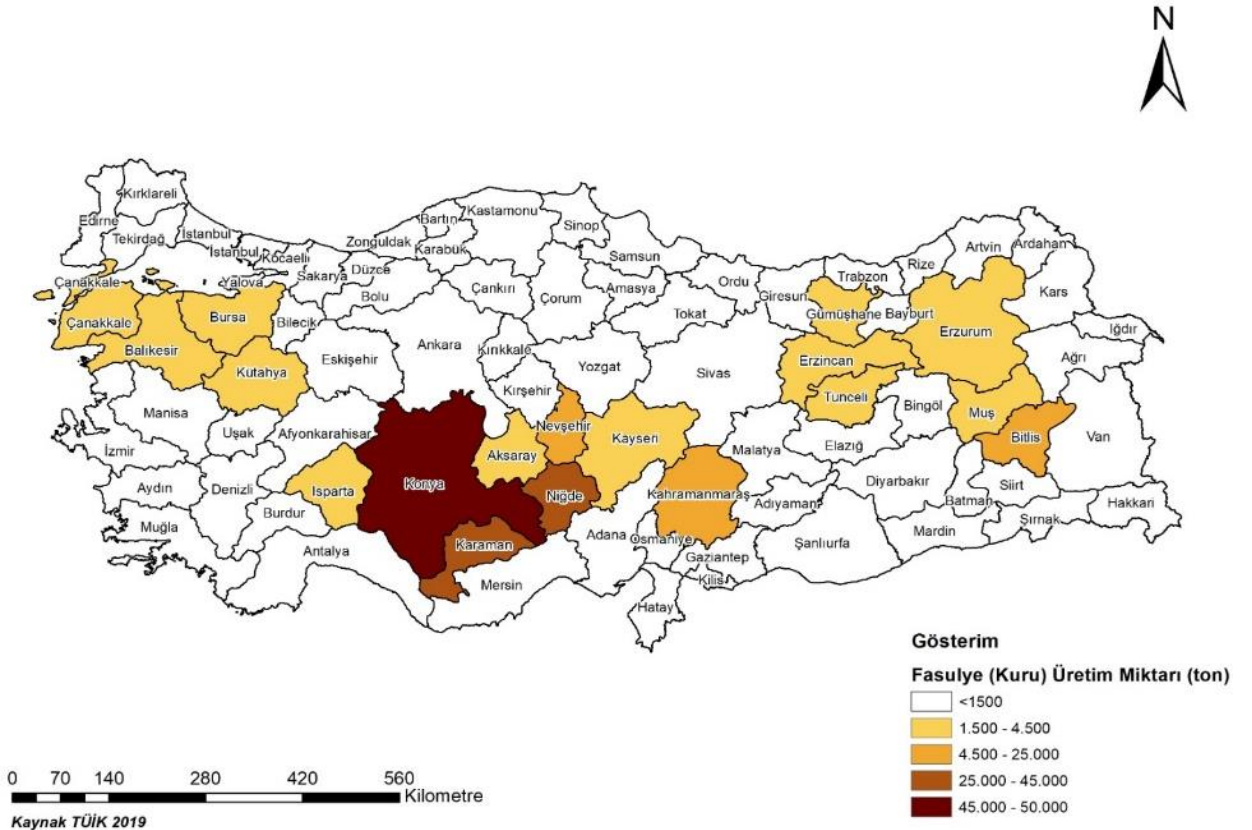 N
Kırklareli
Edirne
Tekirdağ
İstanbul
İstanbul
Kocaeli
Yalova
Sakarya
Düzce
Zonguldak
Bartın
Karabük
Kastamonu
Sinop
Samsun
Ordu
Giresun
Trabzon
Rize
Artvin
Ardahan
Kars
Iğdır
Ağrı
Çanakkale
Çanakkale
Balıkesir
Bursa
Bilecik
Kütahya
Eskişehir
Bolu
Ankara
Çankırı
Kırıkkale
Çorum
Amasya
Tokat
Yozgat
Sivas
Gümüşhane
Bayburt
Erzincan
Erzurum
Tunceli
Bingöl
Muş
Bitlis
Van
Manisa
İzmir
Uşak
Afyonkarahisar
Aydın
Denizli
Muğla
Burdur
Isparta
Antalya
Konya
Karaman
Mersin
Aksaray
Kırşehir
Nevşehir
Niğde
Kayseri
Adana
Kahramanmaraş
Osmaniye
Malatya
Adıyaman
Elazığ
Diyarbakır
Batman
Siirt
Şırnak
Hakkari
Mardin
Şanlıurfa
Gaziantep
Kilis
Hatay
Gösterim
Fasulye (Kuru) Üretim Miktarı (ton)
<1500
1.500 - 4.500
4.500 - 25.000
25.000 - 45.000
45.000 - 50.000
0 70 140 280 420 560
Kilometre
Kaynak TÜİK 2019